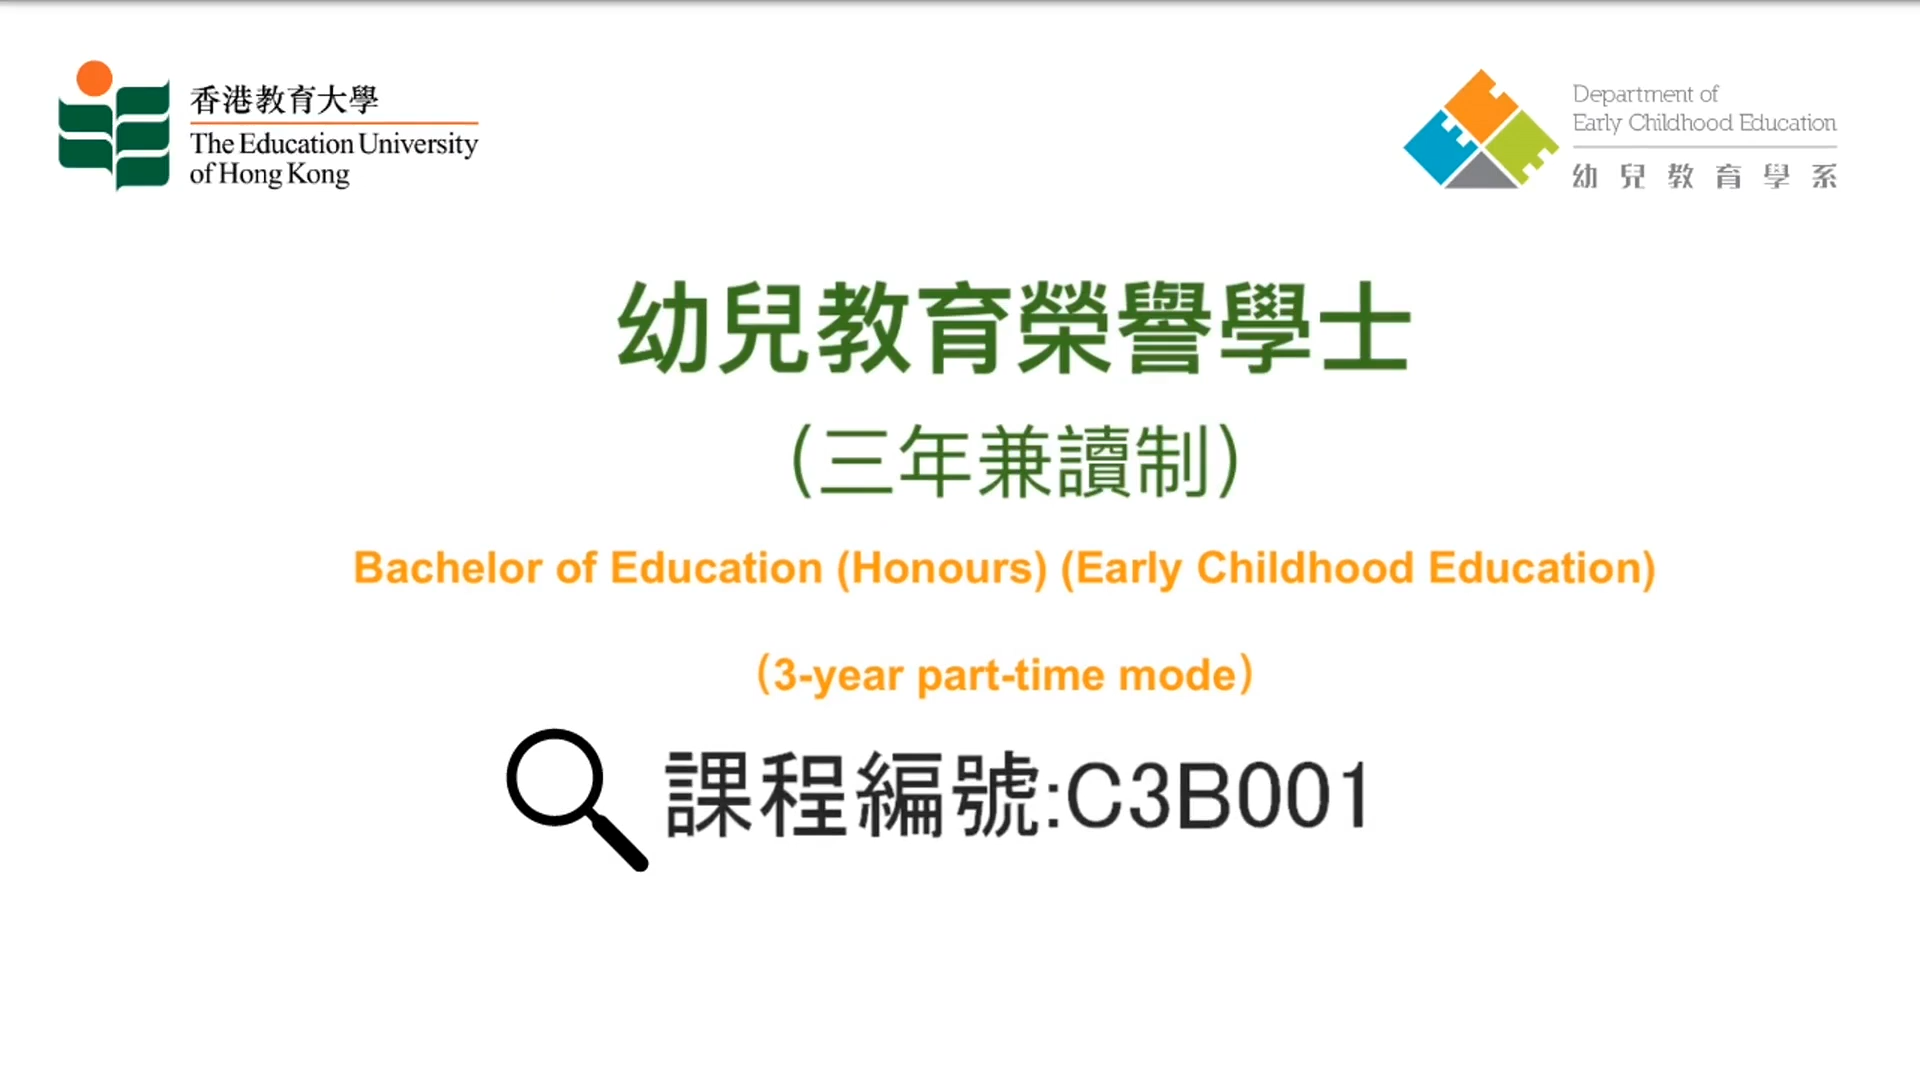 香港教育大學
The Education University
of Hong Kong
Department of
Early Childhood Education
幼兒教育學系
幼兒教育榮譽學士
（三年兼讀制）
Bachelor of Education (Honours) (Early Childhood Education)
（3-year part-time mode）
課程編號:C3B001